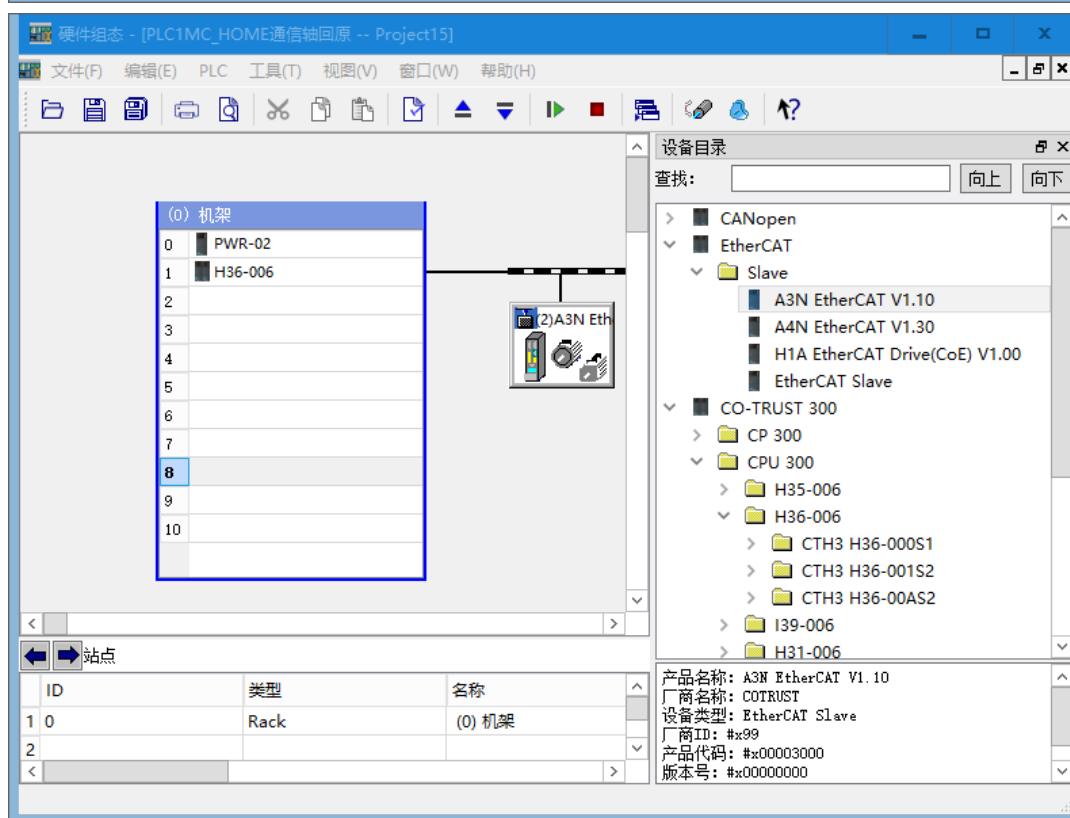 硬件组态 - [PLC1MC_HOME通信轴回原 -- Project15]
文件(F) 编辑(E) PLC 工具(T) 视图(V) 窗口(W) 帮助(H)
设备目录
查找: 向上 向下
(0) 机架
0 PWR-02
1 H36-006
2
3
4
5
6
7
8
9
10
(2)A3N Eth
CANopen
EtherCAT
Slave
A3N EtherCAT V1.10
A4N EtherCAT V1.30
H1A EtherCAT Drive(CoE) V1.00
EtherCAT Slave
CO-TRUST 300
CP 300
CPU 300
H35-006
H36-006
CTH3 H36-000S1
CTH3 H36-001S2
CTH3 H36-00AS2
I39-006
H31-006
站点
ID 类型 名称
1 0 Rack (0) 机架
2
产品名称: A3N EtherCAT V1.10
厂商名称: COTRUST
设备类型: EtherCAT Slave
厂商ID: #x99
产品代码: #x00003000
版本号: #x00000000